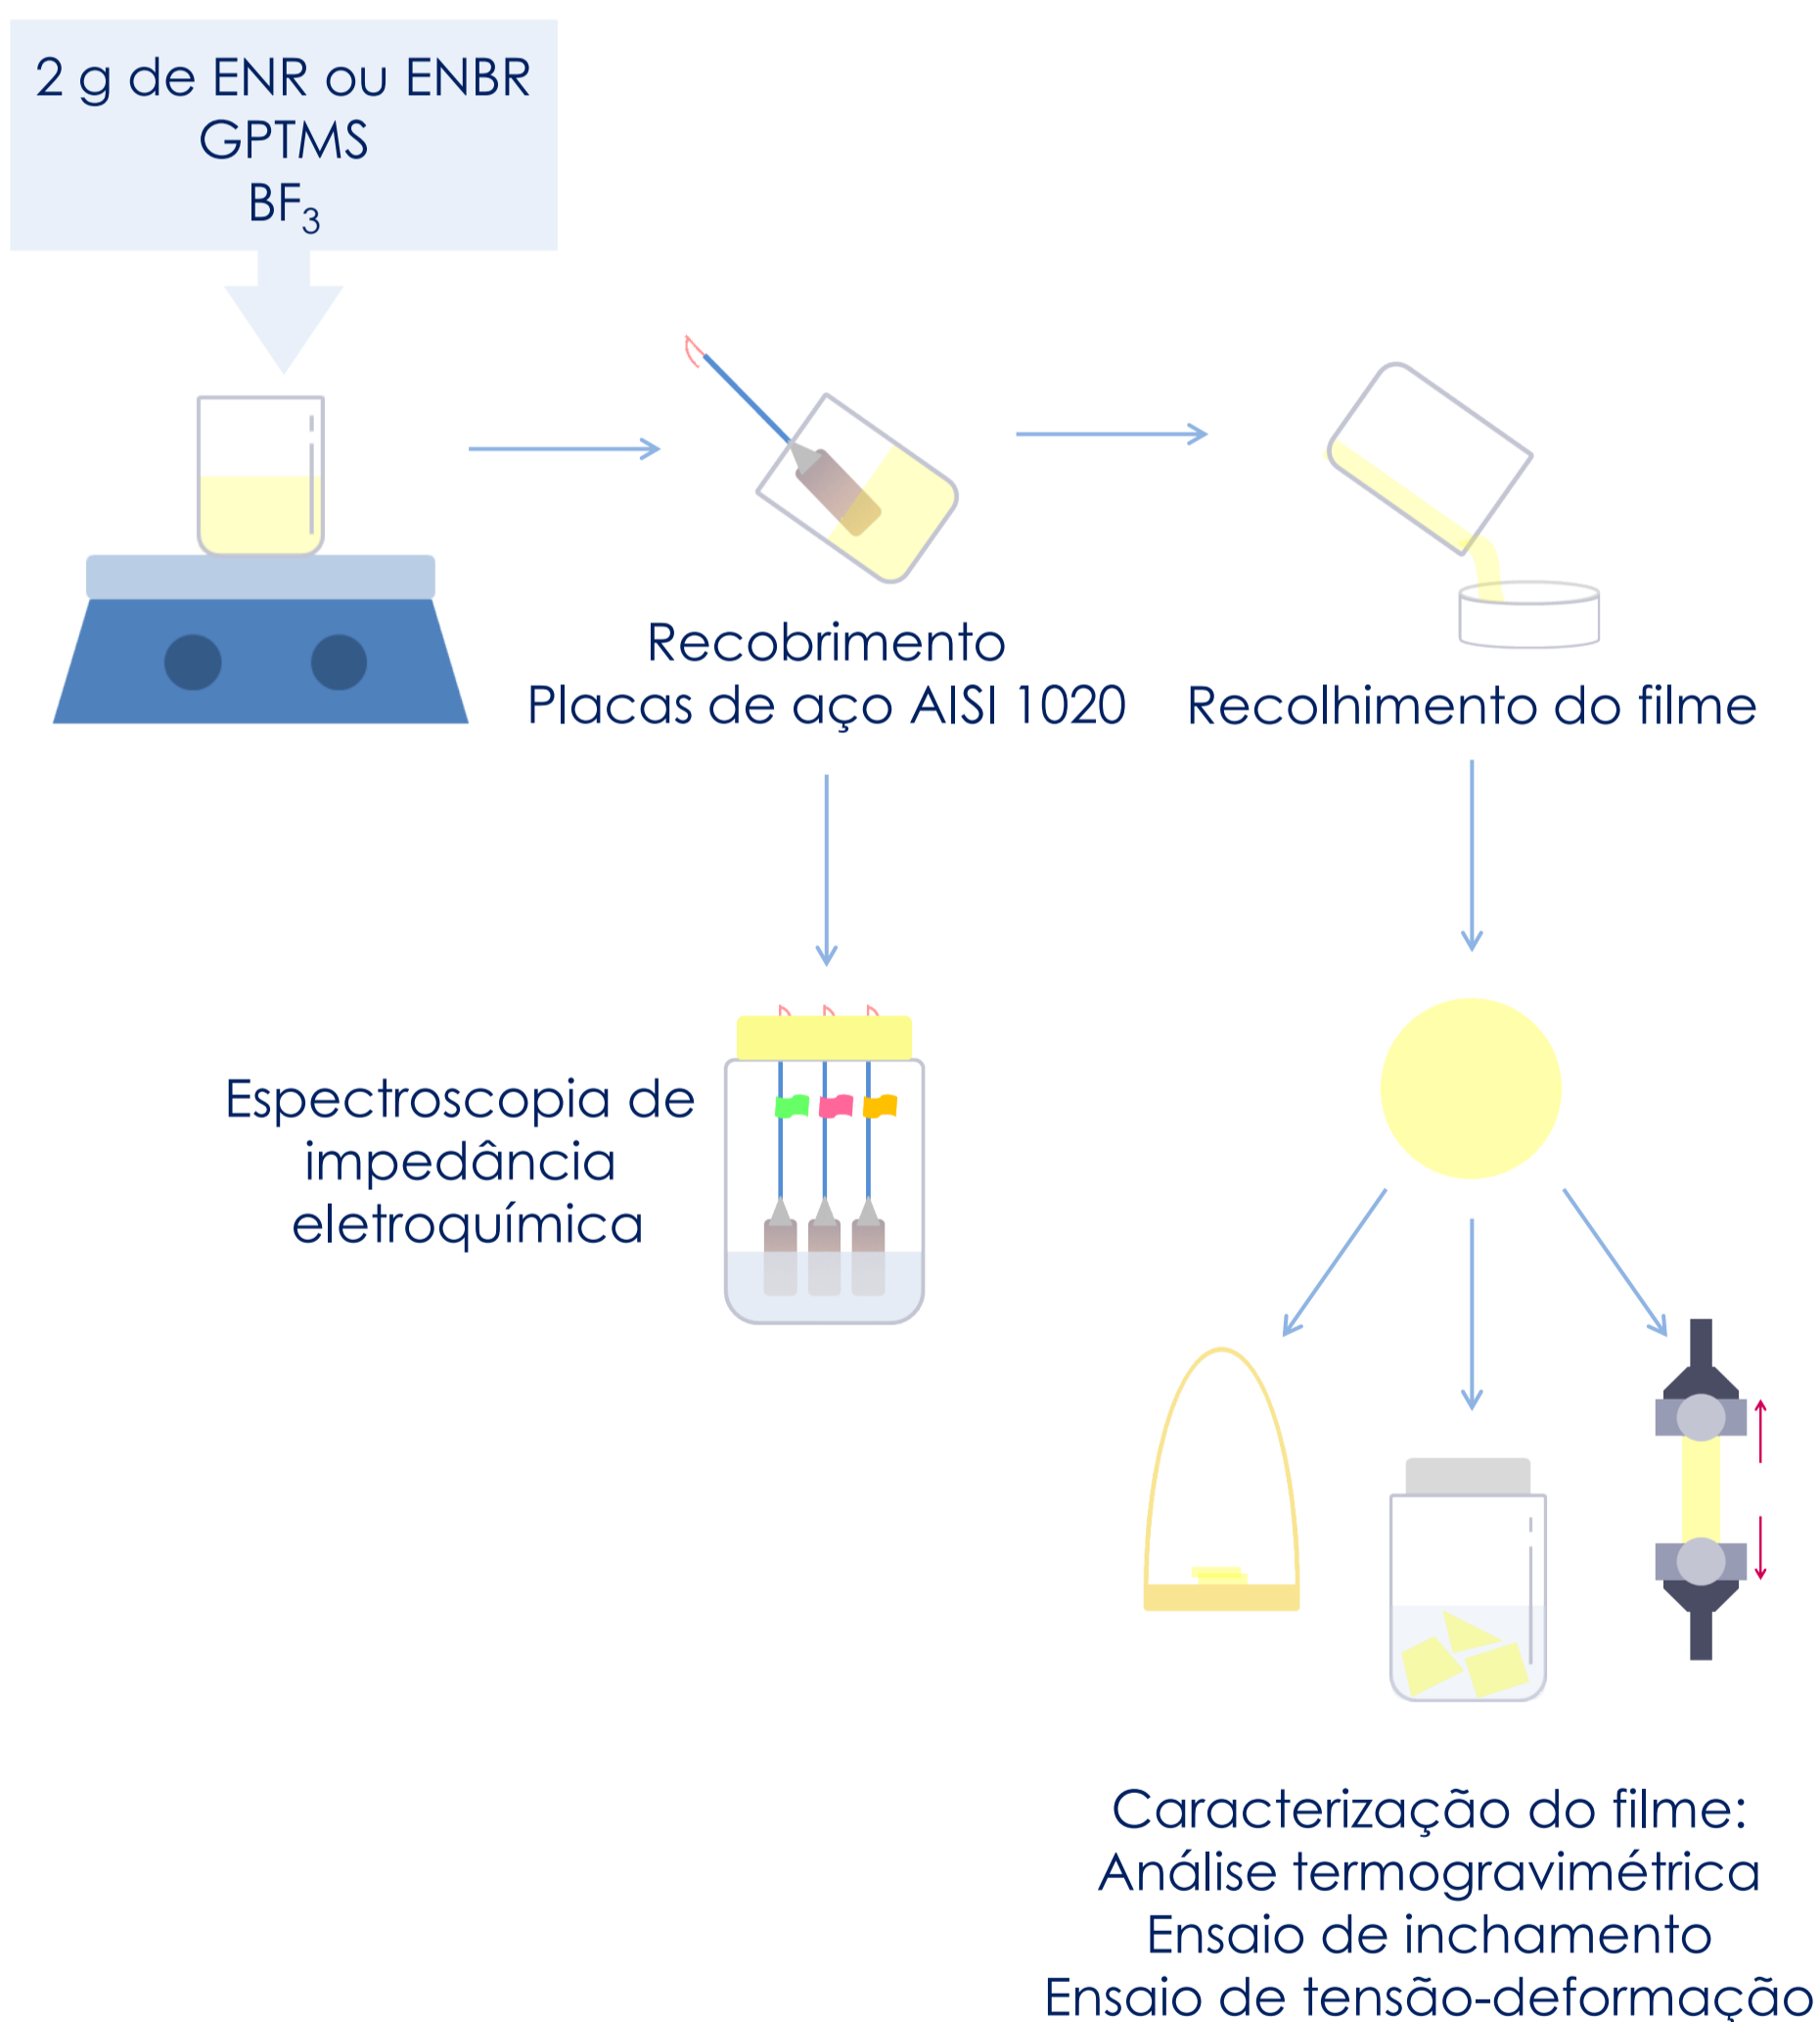 2 g de ENR ou ENBR
GPTMS
BF₃
Recobrimento
Placas de aço AISI 1020
Recolhimento do filme
Espectroscopia de
impedância
eletroquímica
Caracterização do filme:
Análise termogravimétrica
Ensaio de inchamento
Ensaio de tensão-deformação